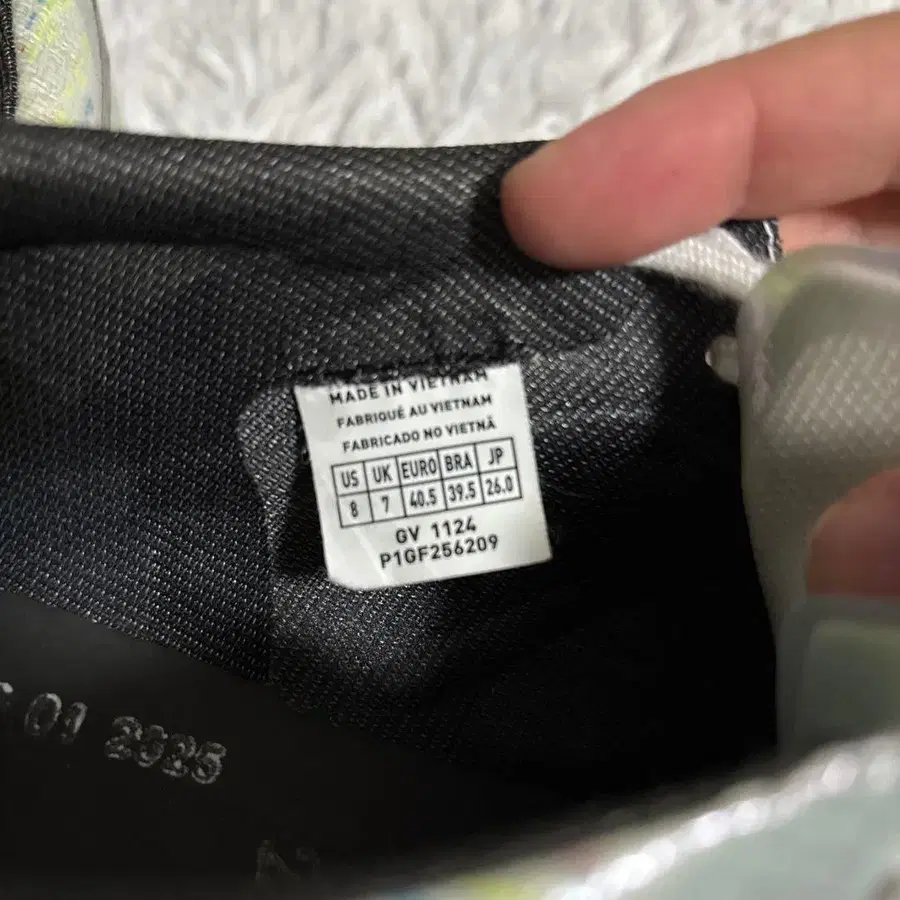 MADE IN VIETNAM
FABRIQUÉ AU VIETNAM
FABRICADO NO VIETNÃ
US UK EURO BRA JP
8 7 40.5 39.5 26.0
GV 1124
P1GF256209
01 2525